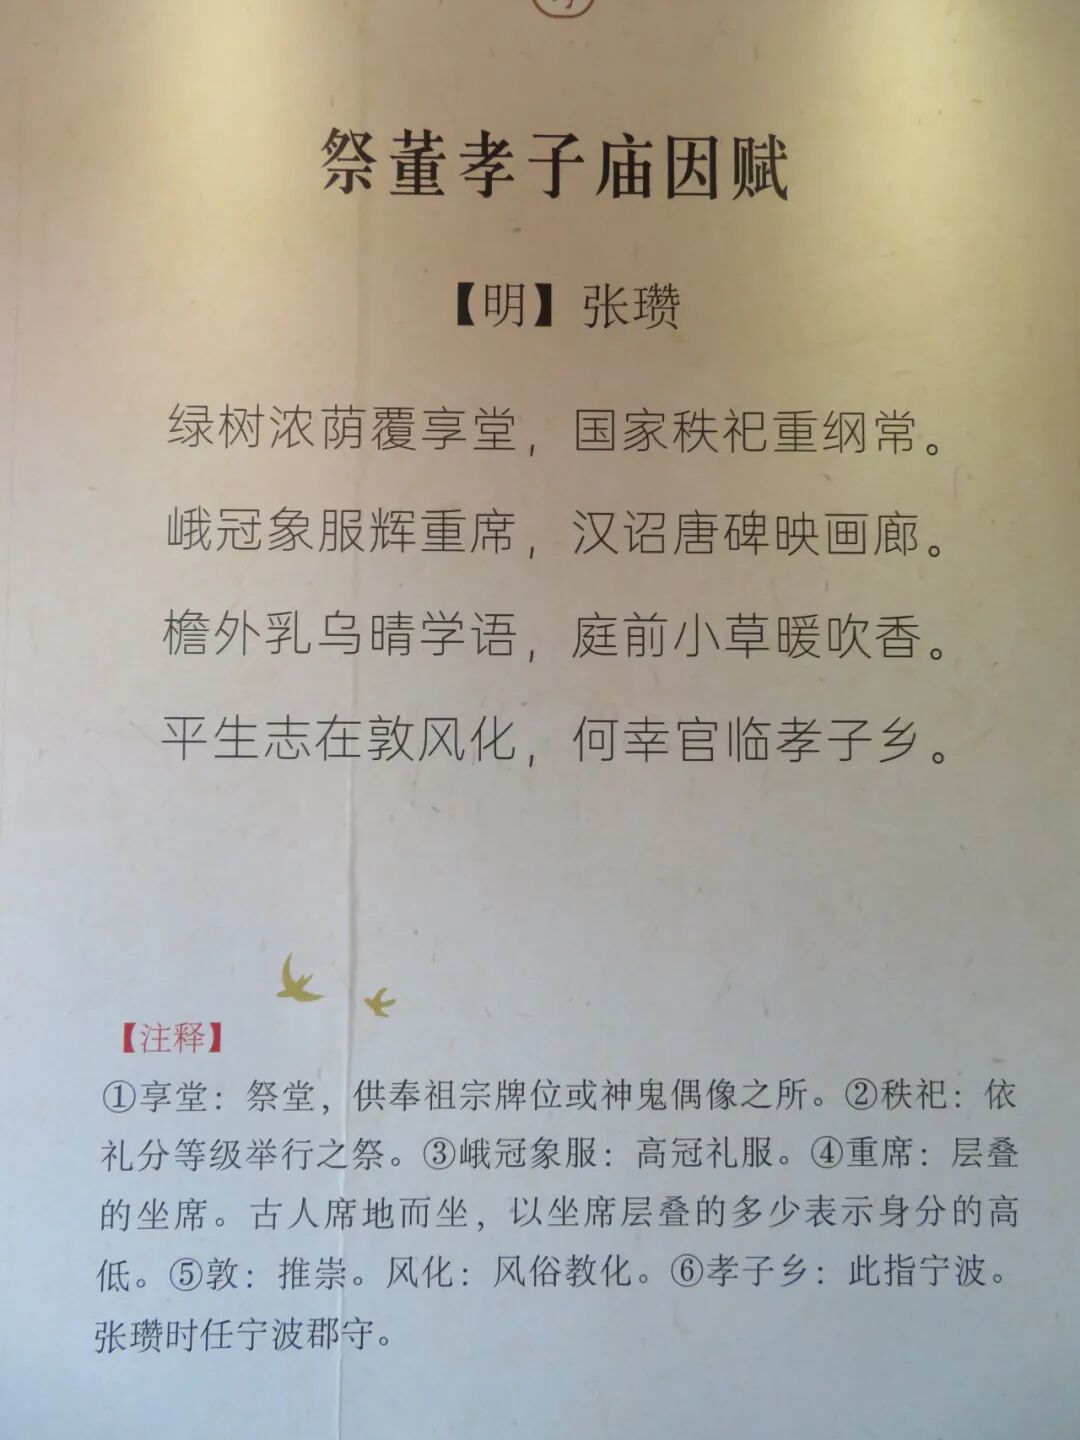 祭董孝子庙因赋
【明】张瓒
绿树浓荫覆享堂，国家秩祀重纲常。
峨冠象服辉重席，汉诏唐碑映画廊。
檐外乳乌晴学语，庭前小草暖吹香。
平生志在敦风化，何幸官临孝子乡。
【注释】
①享堂：祭堂，供奉祖宗牌位或神鬼偶像之所。②秩祀：依
礼分等级举行之祭。③峨冠象服：高冠礼服。④重席：层叠
的坐席。古人席地而坐，以坐席层叠的多少表示身分的高
低。⑤敦：推崇。风化：风俗教化。⑥孝子乡：此指宁波。
张瓒时任宁波郡守。